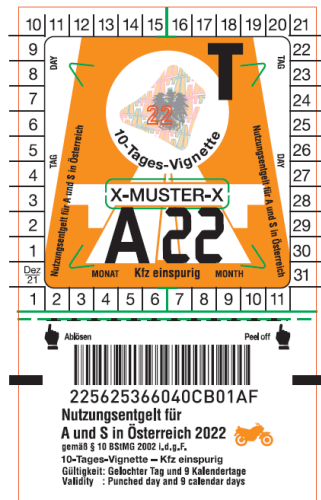 10 11 12 13 14 15 16 17 18 19 20 21
9 DAY T TAG 22
8 23
7 22 24
6 10-Tages-Vignette 25
5 TAG Nutzungsentgelt für A und S in Österreich Nutzungsentgelt für A und S in Österreich DAY 26
4 27
3 X-MUSTER-X 28
2 A 22 29
1 30
Dez 21 MONAT Kfz einspurig MONTH 31
1 2 3 4 5 6 7 8 9 10 11
Ablösen Peel off
225625366040CB01AF
Nutzungsentgelt für
A und S in Österreich 2022
gemäß § 10 BStMG 2002 i.d.g.F.
10-Tages-Vignette – Kfz einspurig
Gültigkeit: Gelochter Tag und 9 Kalendertage
Validity : Punched day and 9 calendar days